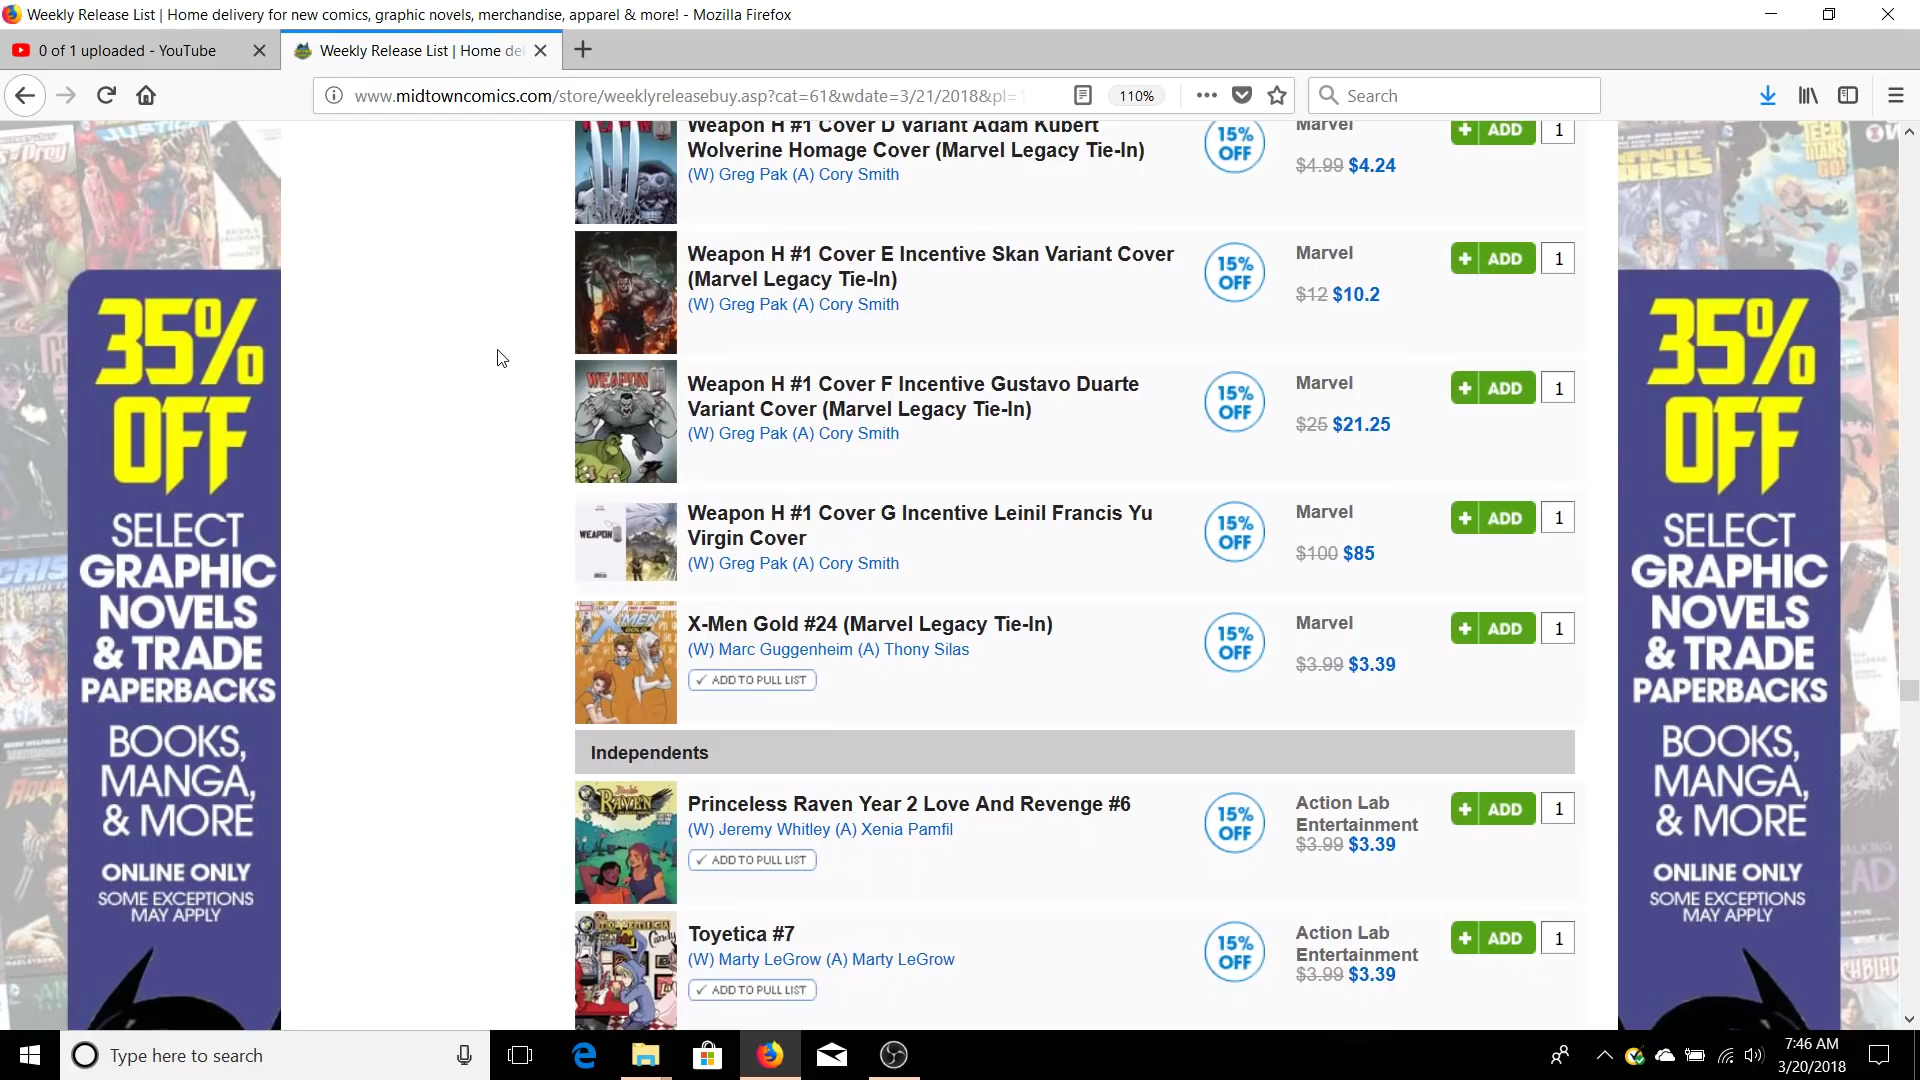 Weekly Release List | Home delivery for new comics, graphic novels, merchandise, apparel & more! - Mozilla Firefox
0 of 1 uploaded - YouTube
Weekly Release List | Home de
www.midtowncomics.com/store/weeklyreleasebuy.asp?cat=61&wdate=3/21/2018&pl=1
110%
Search
35%
OFF
SELECT
GRAPHIC
NOVELS
& TRADE
PAPERBACKS
BOOKS,
MANGA,
& MORE
ONLINE ONLY
SOME EXCEPTIONS
MAY APPLY
Weapon H #1 Cover D Variant Adam Kubert
Wolverine Homage Cover (Marvel Legacy Tie-In)
(W) Greg Pak (A) Cory Smith
15%
OFF
Marvel
$4.99 $4.24
+ ADD
1
Weapon H #1 Cover E Incentive Skan Variant Cover
(Marvel Legacy Tie-In)
(W) Greg Pak (A) Cory Smith
15%
OFF
Marvel
$12 $10.2
+ ADD
1
WEAPON H
Weapon H #1 Cover F Incentive Gustavo Duarte
Variant Cover (Marvel Legacy Tie-In)
(W) Greg Pak (A) Cory Smith
15%
OFF
Marvel
$25 $21.25
+ ADD
1
WEAPON
Weapon H #1 Cover G Incentive Leinil Francis Yu
Virgin Cover
(W) Greg Pak (A) Cory Smith
15%
OFF
Marvel
$100 $85
+ ADD
1
X-MEN
GOLD
X-Men Gold #24 (Marvel Legacy Tie-In)
(W) Marc Guggenheim (A) Thony Silas
✓ ADD TO PULL LIST
15%
OFF
Marvel
$3.99 $3.39
+ ADD
1
Independents
RAVEN
Princeless Raven Year 2 Love And Revenge #6
(W) Jeremy Whitley (A) Xenia Pamfil
✓ ADD TO PULL LIST
15%
OFF
Action Lab
Entertainment
$3.99 $3.39
+ ADD
1
Toyetica #7
(W) Marty LeGrow (A) Marty LeGrow
✓ ADD TO PULL LIST
15%
OFF
Action Lab
Entertainment
$3.99 $3.39
+ ADD
1
35%
OFF
SELECT
GRAPHIC
NOVELS
& TRADE
PAPERBACKS
BOOKS,
MANGA,
& MORE
ONLINE ONLY
SOME EXCEPTIONS
MAY APPLY
Type here to search
7:46 AM
3/20/2018